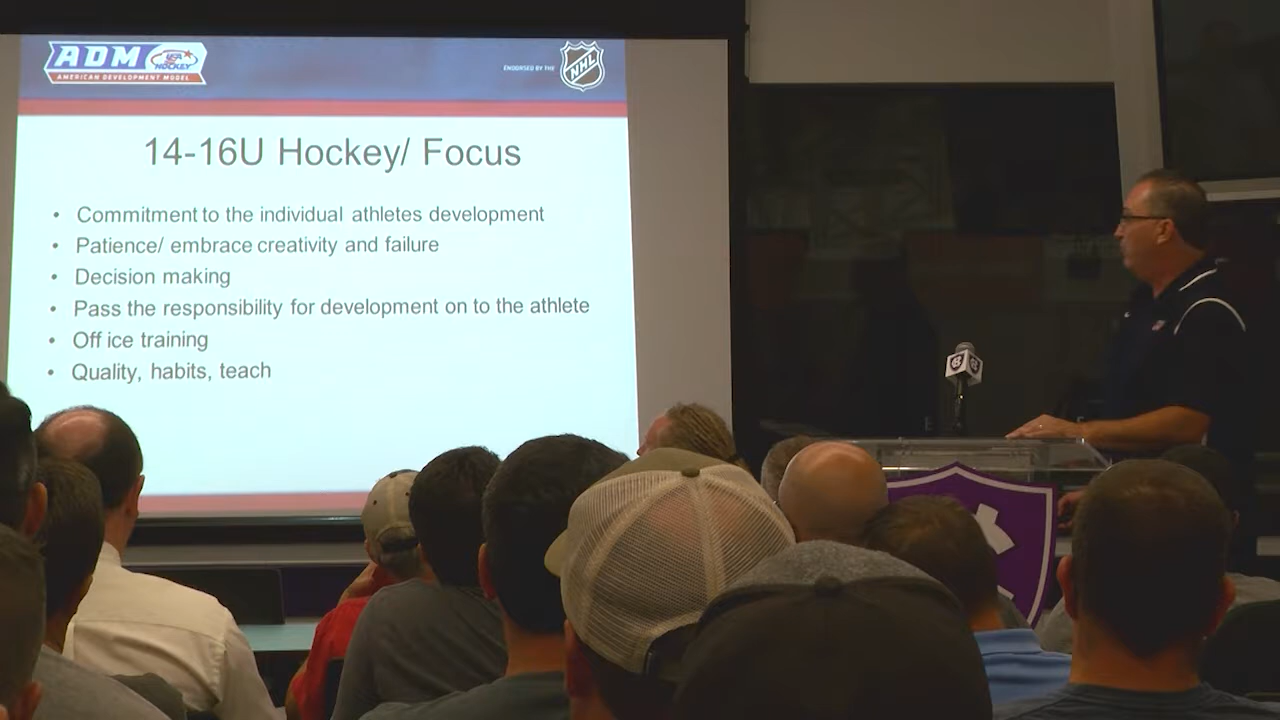 ADM
USA
HOCKEY
AMERICAN DEVELOPMENT MODEL
ENDORSED BY THE
NHL
14-16U Hockey/ Focus
• Commitment to the individual athletes development
• Patience/ embrace creativity and failure
• Decision making
• Pass the responsibility for development on to the athlete
• Off ice training
• Quality, habits, teach